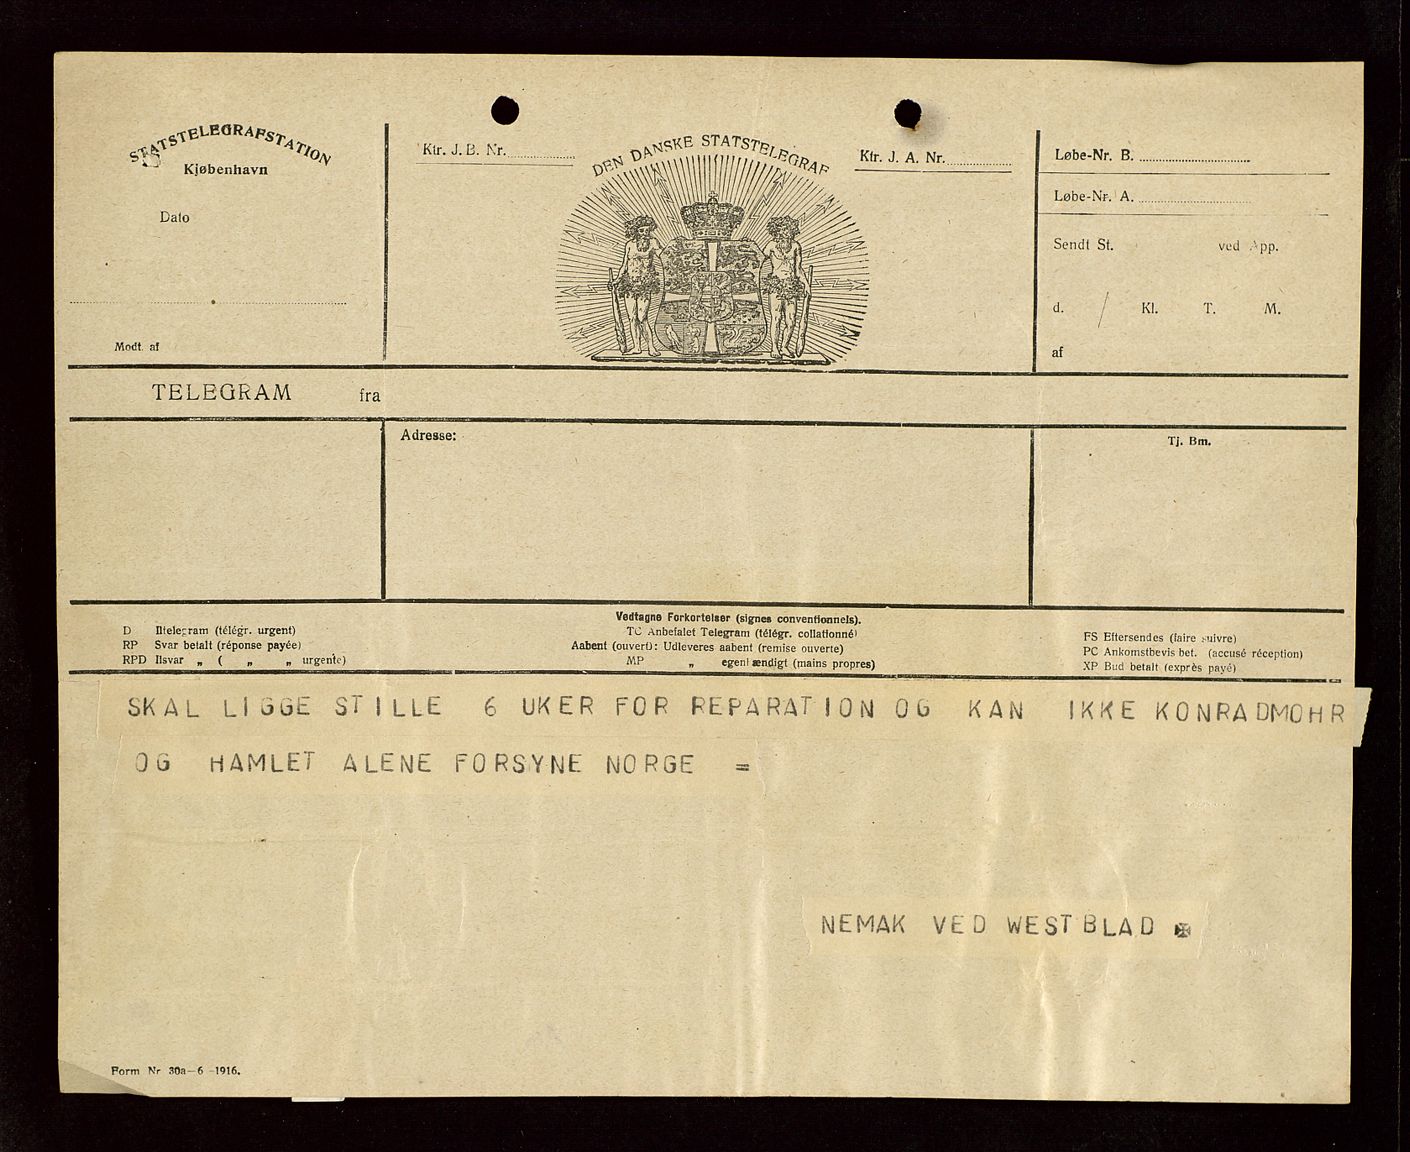 STATSTELEGRAFSTATION
Kjøbenhavn
Dato
Modt. af
Ktr. J. B. Nr.
DEN DANSKE STATSTELEGRAF
Ktr. J. A. Nr.
Løbe-Nr. B.
Løbe-Nr. A.
Sendt St. ved App.
d. / Kl. T. M.
af
TELEGRAM fra
Adresse:
Tj. Bm.
Vedtagne Forkortelser (signes conventionnels).
D Iltelegram (télégr. urgent)
RP Svar betalt (réponse payée)
RPD Ilsvar „ ( „ „ urgente)
TC Anbefalet Telegram (télégr. collationné)
Aabent (ouvert): Udleveres aabent (remise ouverte)
MP „ egenhændigt (mains propres)
FS Eftersendes (faire suivre)
PC Ankomstbevis bet. (accusé réception)
XP Bud betalt (exprès payé)
SKAL LIGGE STILLE 6 UKER FOR REPARATION OG KAN IKKE KONRADMOHR
OG HAMLET ALENE FORSYNE NORGE =
NEMAK VED WESTBLAD ✠
Form Nr 30a—6 -1916.